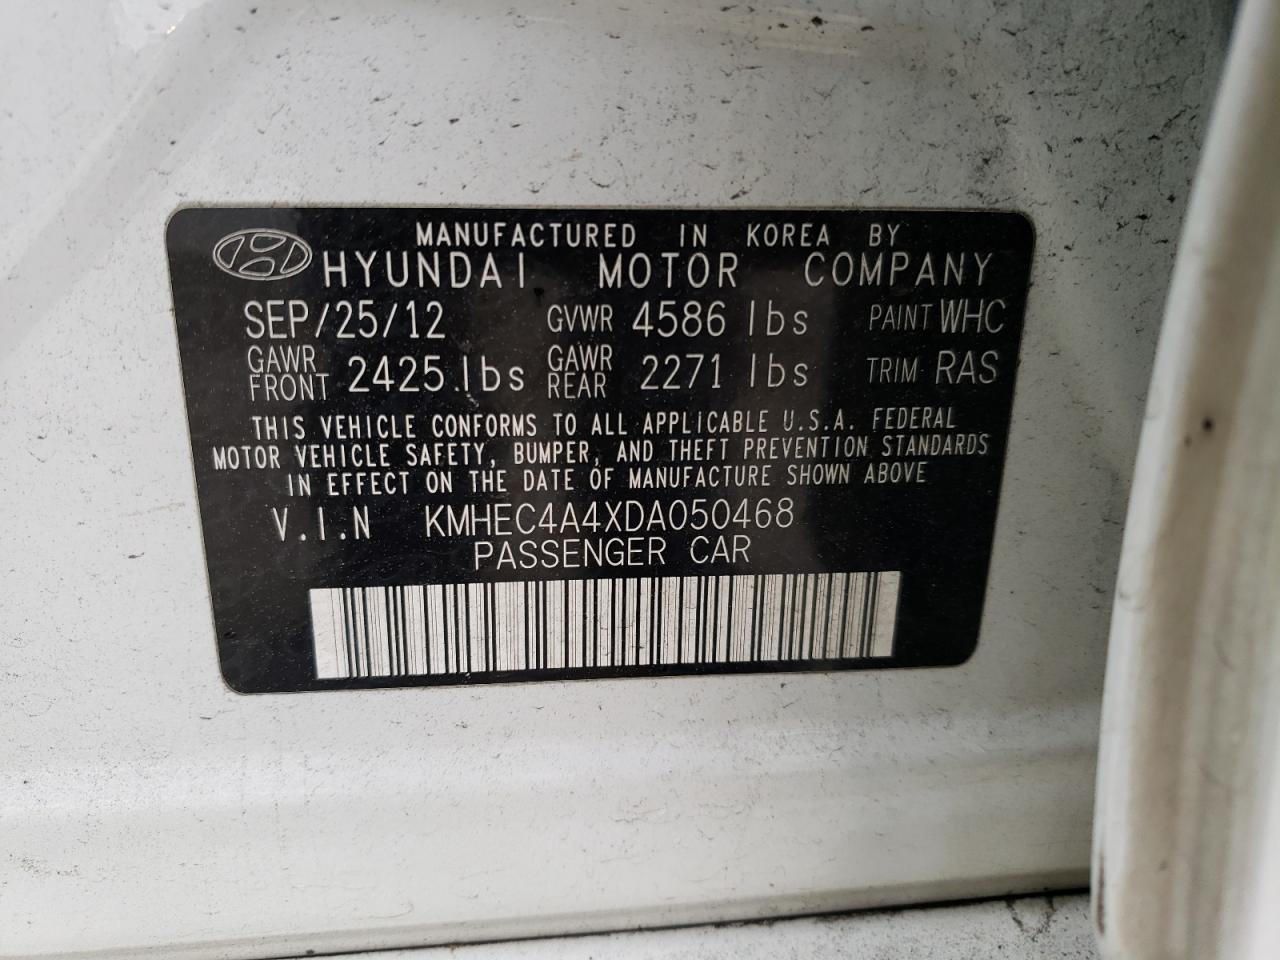 MANUFACTURED IN KOREA BY
HYUNDAI MOTOR COMPANY
SEP/25/12 GVWR 4586 lbs PAINT WHC
GAWR FRONT 2425 lbs GAWR REAR 2271 lbs TRIM RAS
THIS VEHICLE CONFORMS TO ALL APPLICABLE U.S.A. FEDERAL
MOTOR VEHICLE SAFETY, BUMPER, AND THEFT PREVENTION STANDARDS
IN EFFECT ON THE DATE OF MANUFACTURE SHOWN ABOVE
V.I.N KMHEC4A4XDA050468
PASSENGER CAR